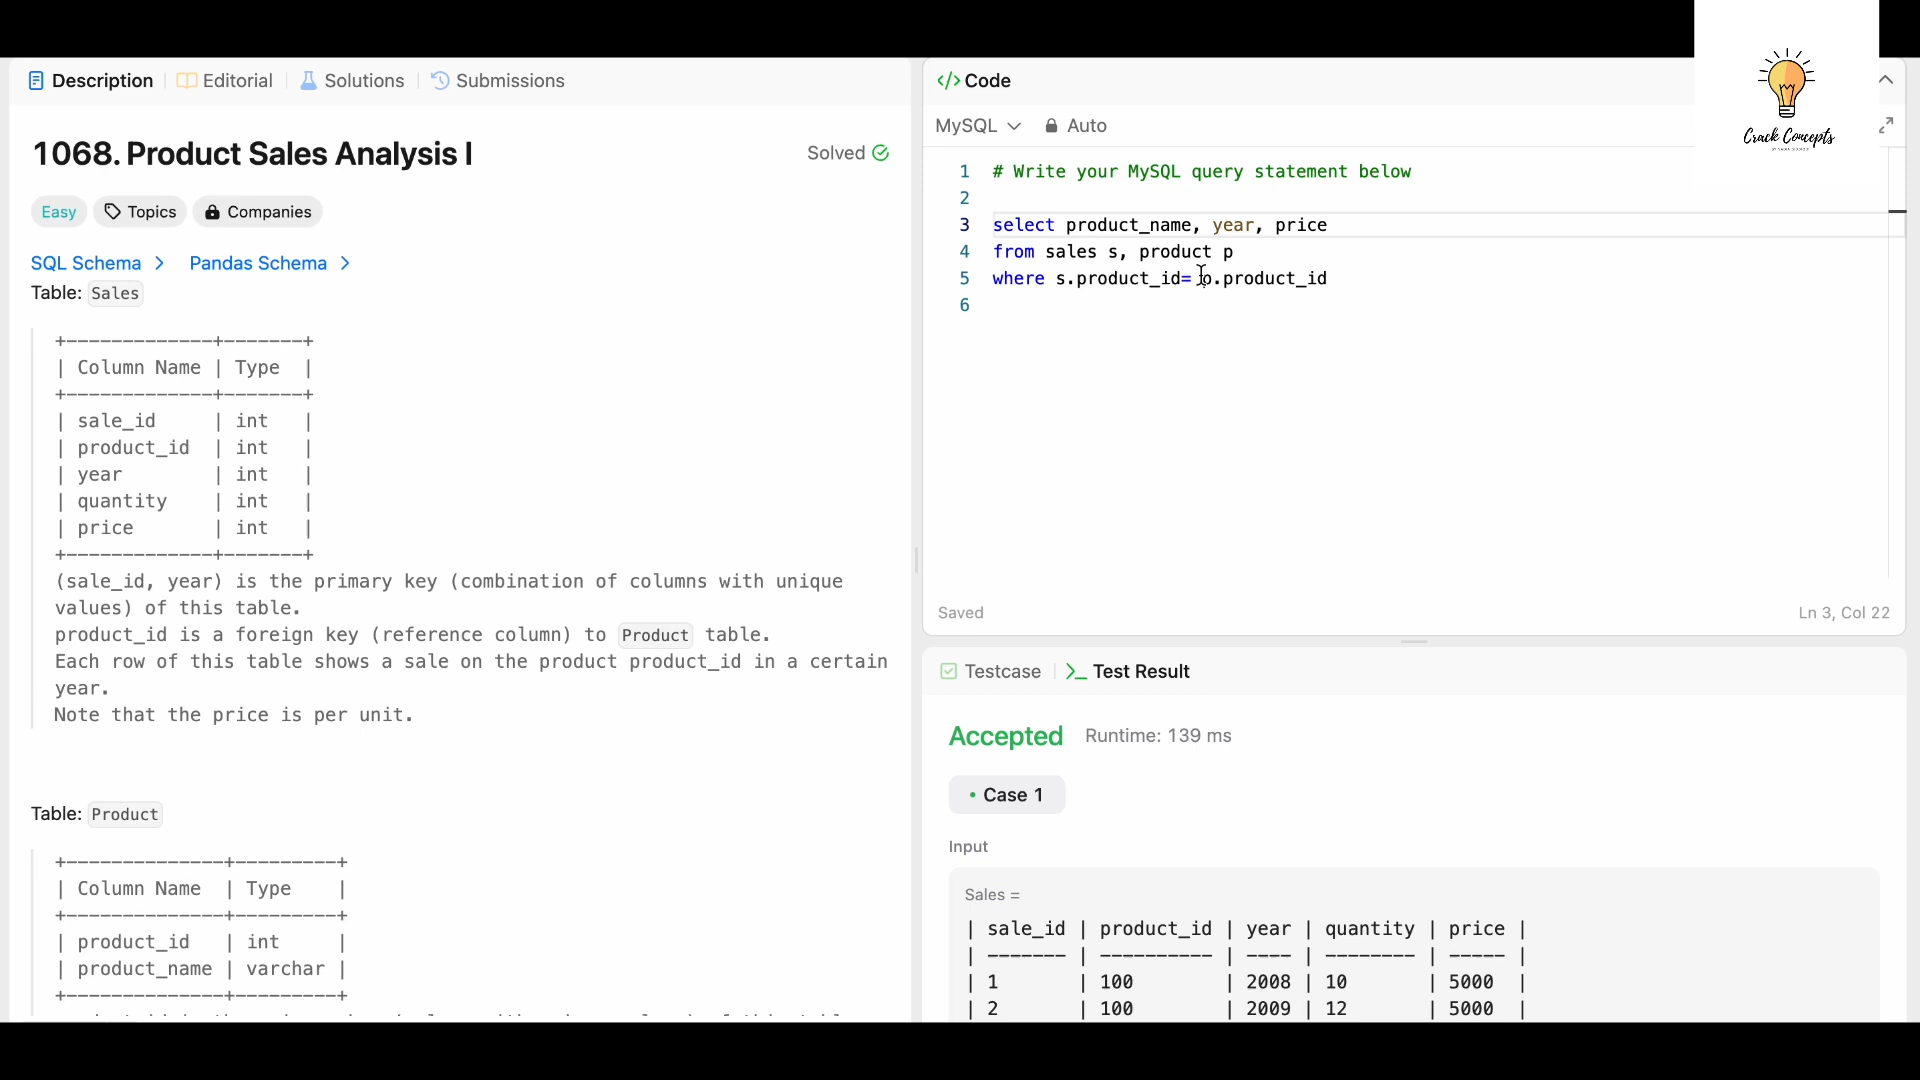 Description
Editorial
Solutions
Submissions
1068. Product Sales Analysis I
Solved
Easy
Topics
Companies
SQL Schema
Pandas Schema
Table: Sales
+-------------+-------+
| Column Name | Type  |
+-------------+-------+
| sale_id     | int   |
| product_id  | int   |
| year        | int   |
| quantity    | int   |
| price       | int   |
+-------------+-------+
(sale_id, year) is the primary key (combination of columns with unique
values) of this table.
product_id is a foreign key (reference column) to Product table.
Each row of this table shows a sale on the product product_id in a certain
year.
Note that the price is per unit.
Table: Product
+--------------+---------+
| Column Name  | Type    |
+--------------+---------+
| product_id   | int     |
| product_name | varchar |
+--------------+---------+
</> Code
MySQL
Auto
1 # Write your MySQL query statement below
2
3 select product_name, year, price
4 from sales s, product p
5 where s.product_id= p.product_id
6
Saved
Ln 3, Col 22
Testcase
>_ Test Result
Accepted
Runtime: 139 ms
• Case 1
Input
Sales =
| sale_id | product_id | year | quantity | price |
| ------- | ---------- | ---- | -------- | ----- |
| 1       | 100        | 2008 | 10       | 5000  |
| 2       | 100        | 2009 | 12       | 5000  |
Crack Concepts